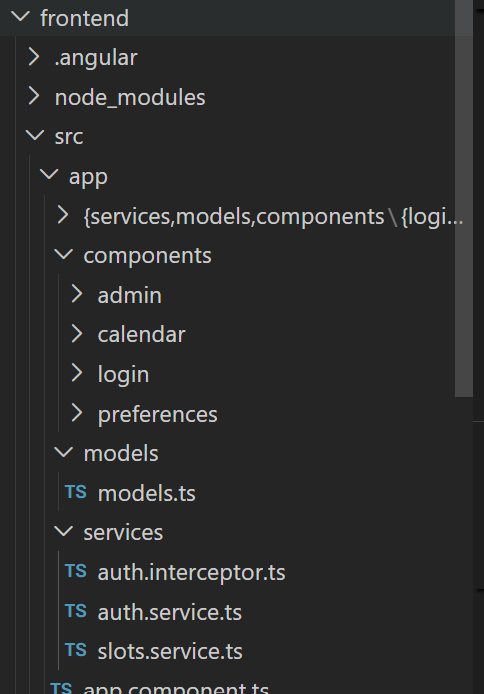 frontend
.angular
node_modules
src
app
{services,models,components\{logi...
components
admin
calendar
login
preferences
models
TS models.ts
services
TS auth.interceptor.ts
TS auth.service.ts
TS slots.service.ts
TS app.component.ts